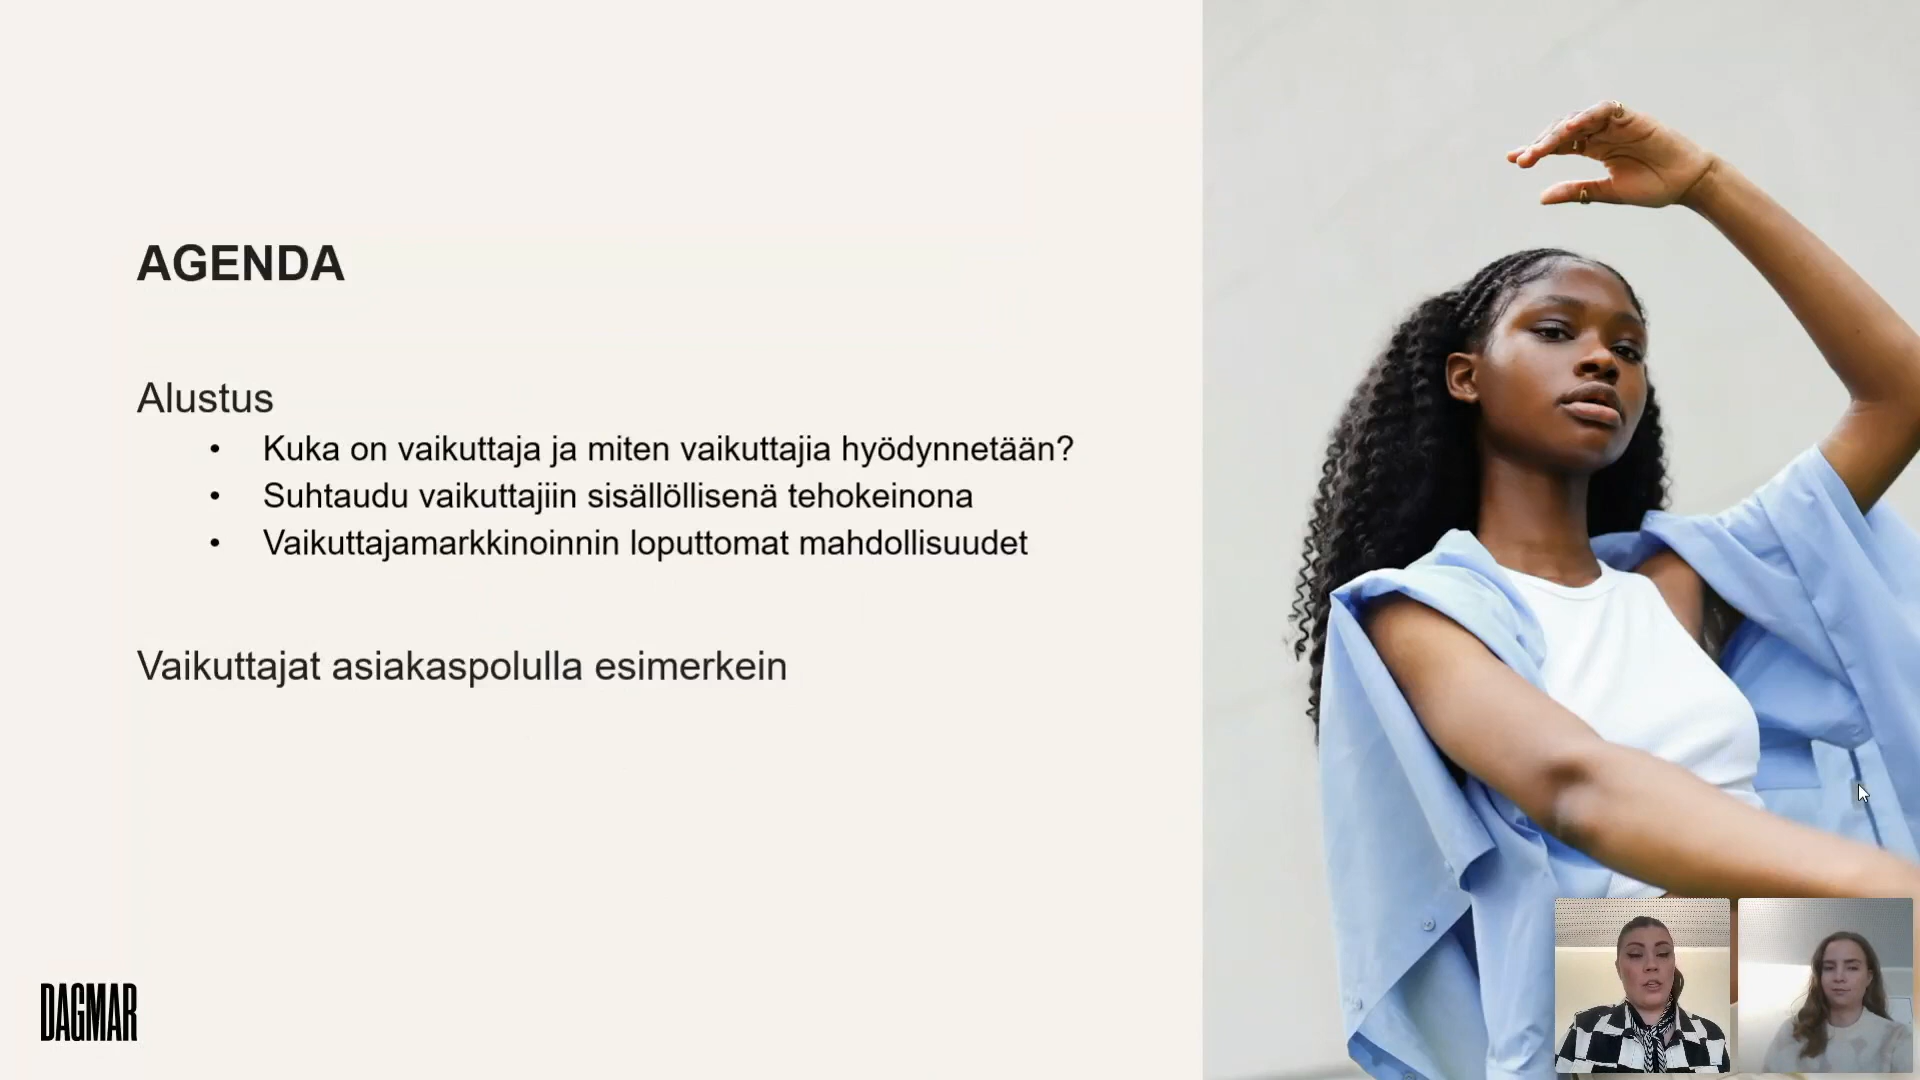 AGENDA
Alustus
• Kuka on vaikuttaja ja miten vaikuttajia hyödynnetään?
• Suhtaudu vaikuttajiin sisällöllisenä tehokeinona
• Vaikuttajamarkkinoinnin loputtomat mahdollisuudet
Vaikuttajat asiakaspolulla esimerkein
DAGMAR